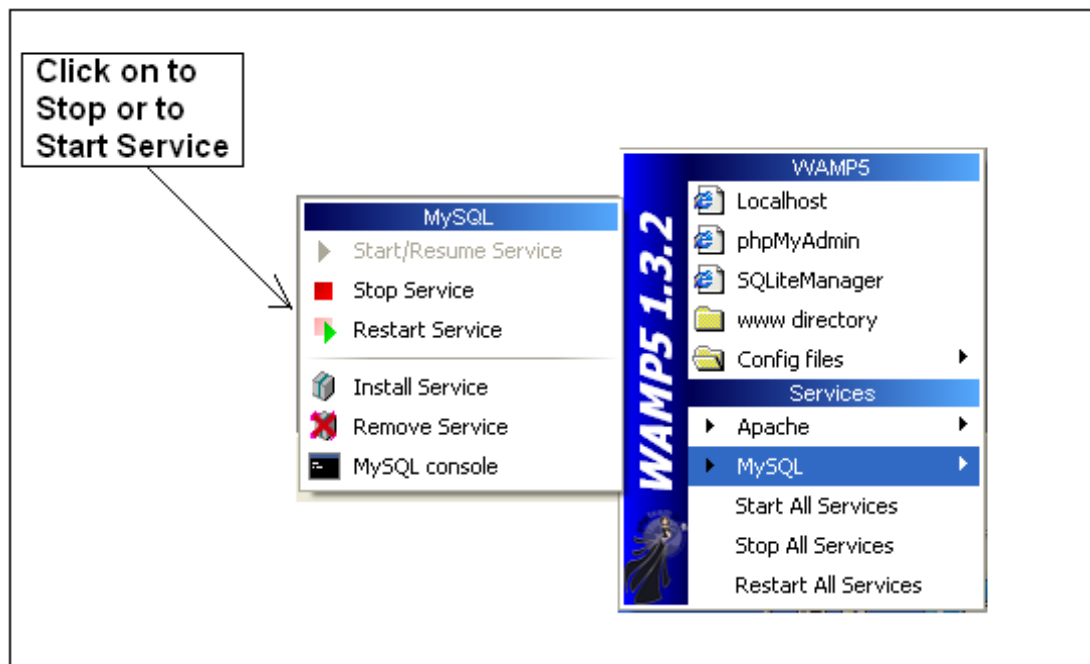 Click on to
Stop or to
Start Service
MySQL
Start/Resume Service
Stop Service
Restart Service
Install Service
Remove Service
MySQL console
WAMP5 1.3.2
WAMP5
Localhost
phpMyAdmin
SQLiteManager
www directory
Config files
Services
Apache
MySQL
Start All Services
Stop All Services
Restart All Services